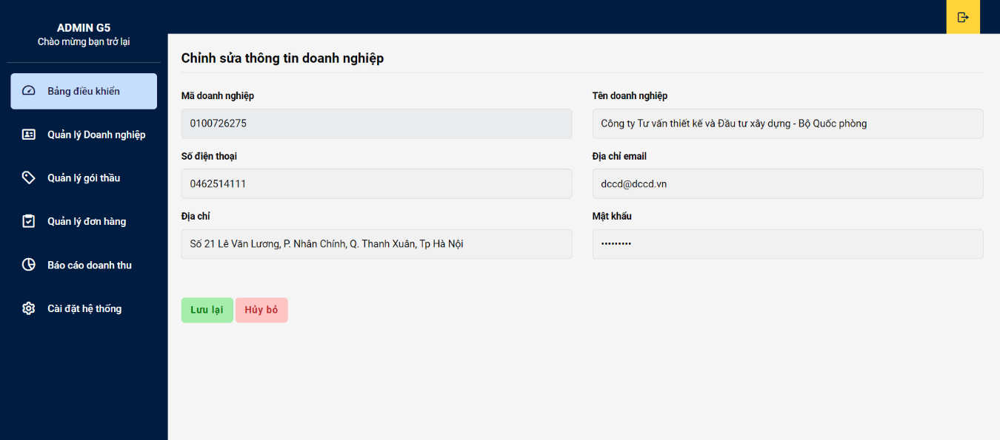 ADMIN G5
Chào mừng bạn trở lại
Bảng điều khiển
Quản lý Doanh nghiệp
Quản lý gói thầu
Quản lý đơn hàng
Báo cáo doanh thu
Cài đặt hệ thống
Chỉnh sửa thông tin doanh nghiệp
Mã doanh nghiệp
0100726275
Tên doanh nghiệp
Công ty Tư vấn thiết kế và Đầu tư xây dựng - Bộ Quốc phòng
Số điện thoại
0462514111
Địa chỉ email
dccd@dccd.vn
Địa chỉ
Số 21 Lê Văn Lương, P. Nhân Chính, Q. Thanh Xuân, Tp Hà Nội
Mật khẩu
•••••••••
Lưu lại
Hủy bỏ